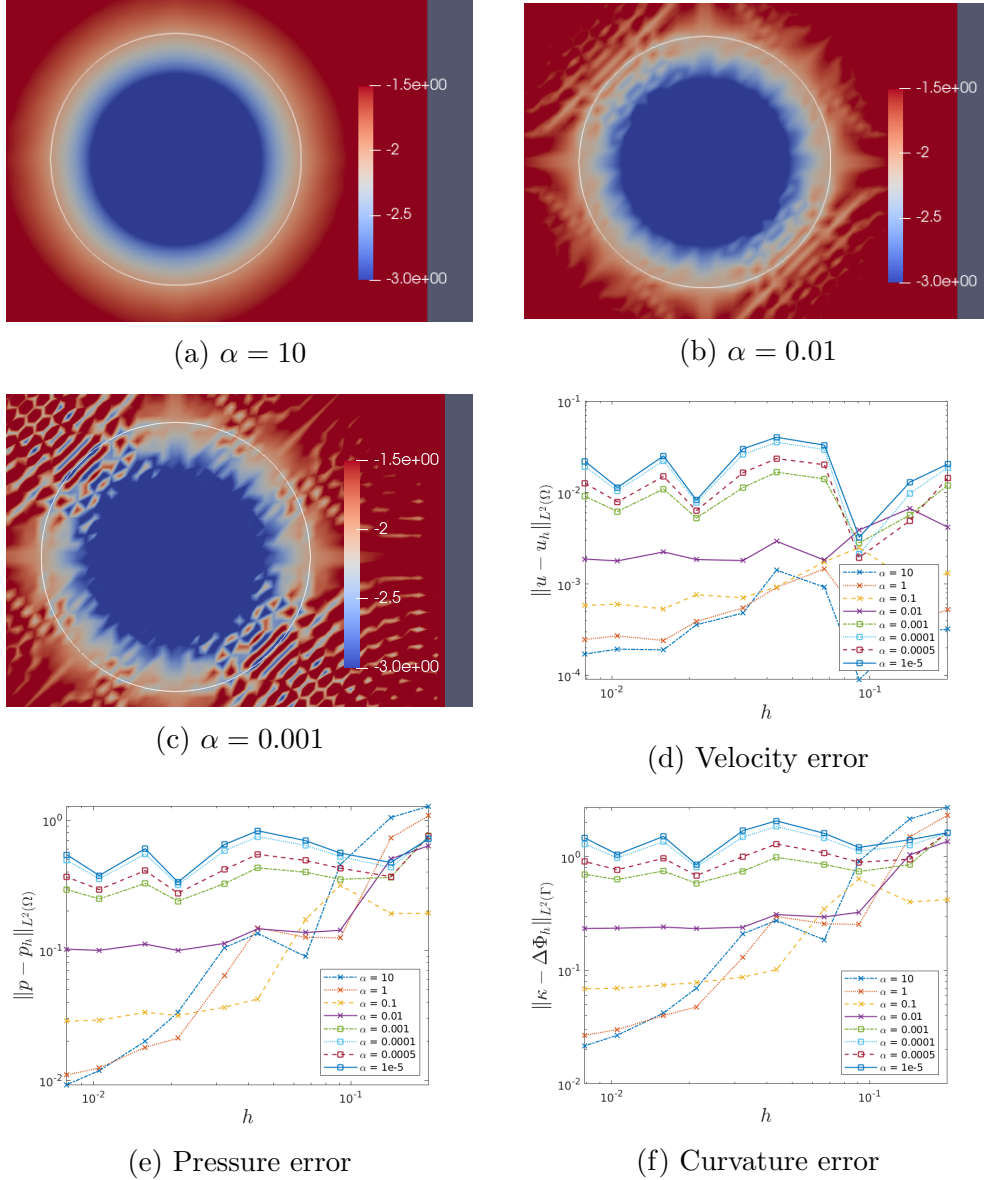 -1.5e+00
-2
-2.5
-3.0e+00
(a) α = 10
-1.5e+00
-2
-2.5
-3.0e+00
(b) α = 0.01
-1.5e+00
-2
-2.5
-3.0e+00
(c) α = 0.001
10⁻¹
10⁻²
10⁻³
10⁻⁴
||u − u_h||_{L²(Ω)}
α = 10
α = 1
α = 0.1
α = 0.01
α = 0.001
α = 0.0001
α = 0.0005
α = 1e-5
10⁻² 10⁻¹
h
(d) Velocity error
10⁰
10⁻¹
10⁻²
||p − p_h||_{L²(Ω)}
α = 10
α = 1
α = 0.1
α = 0.01
α = 0.001
α = 0.0001
α = 0.0005
α = 1e-5
10⁻² 10⁻¹
h
(e) Pressure error
10⁰
10⁻¹
10⁻²
||κ − ΔΦ_h||_{L²(Γ)}
α = 10
α = 1
α = 0.1
α = 0.01
α = 0.001
α = 0.0001
α = 0.0005
α = 1e-5
10⁻² 10⁻¹
h
(f) Curvature error